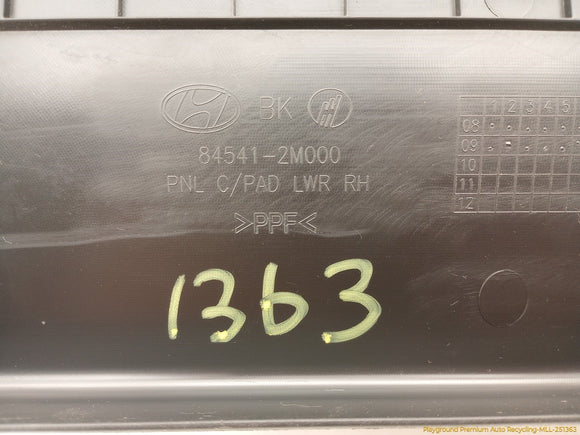 BK
84541-2M000
PNL C/PAD LWR RH
>PPF<
1 2 3 4 5
08
09
10
11
12
1363
Playground Premium Auto Recycling-MLL-251363